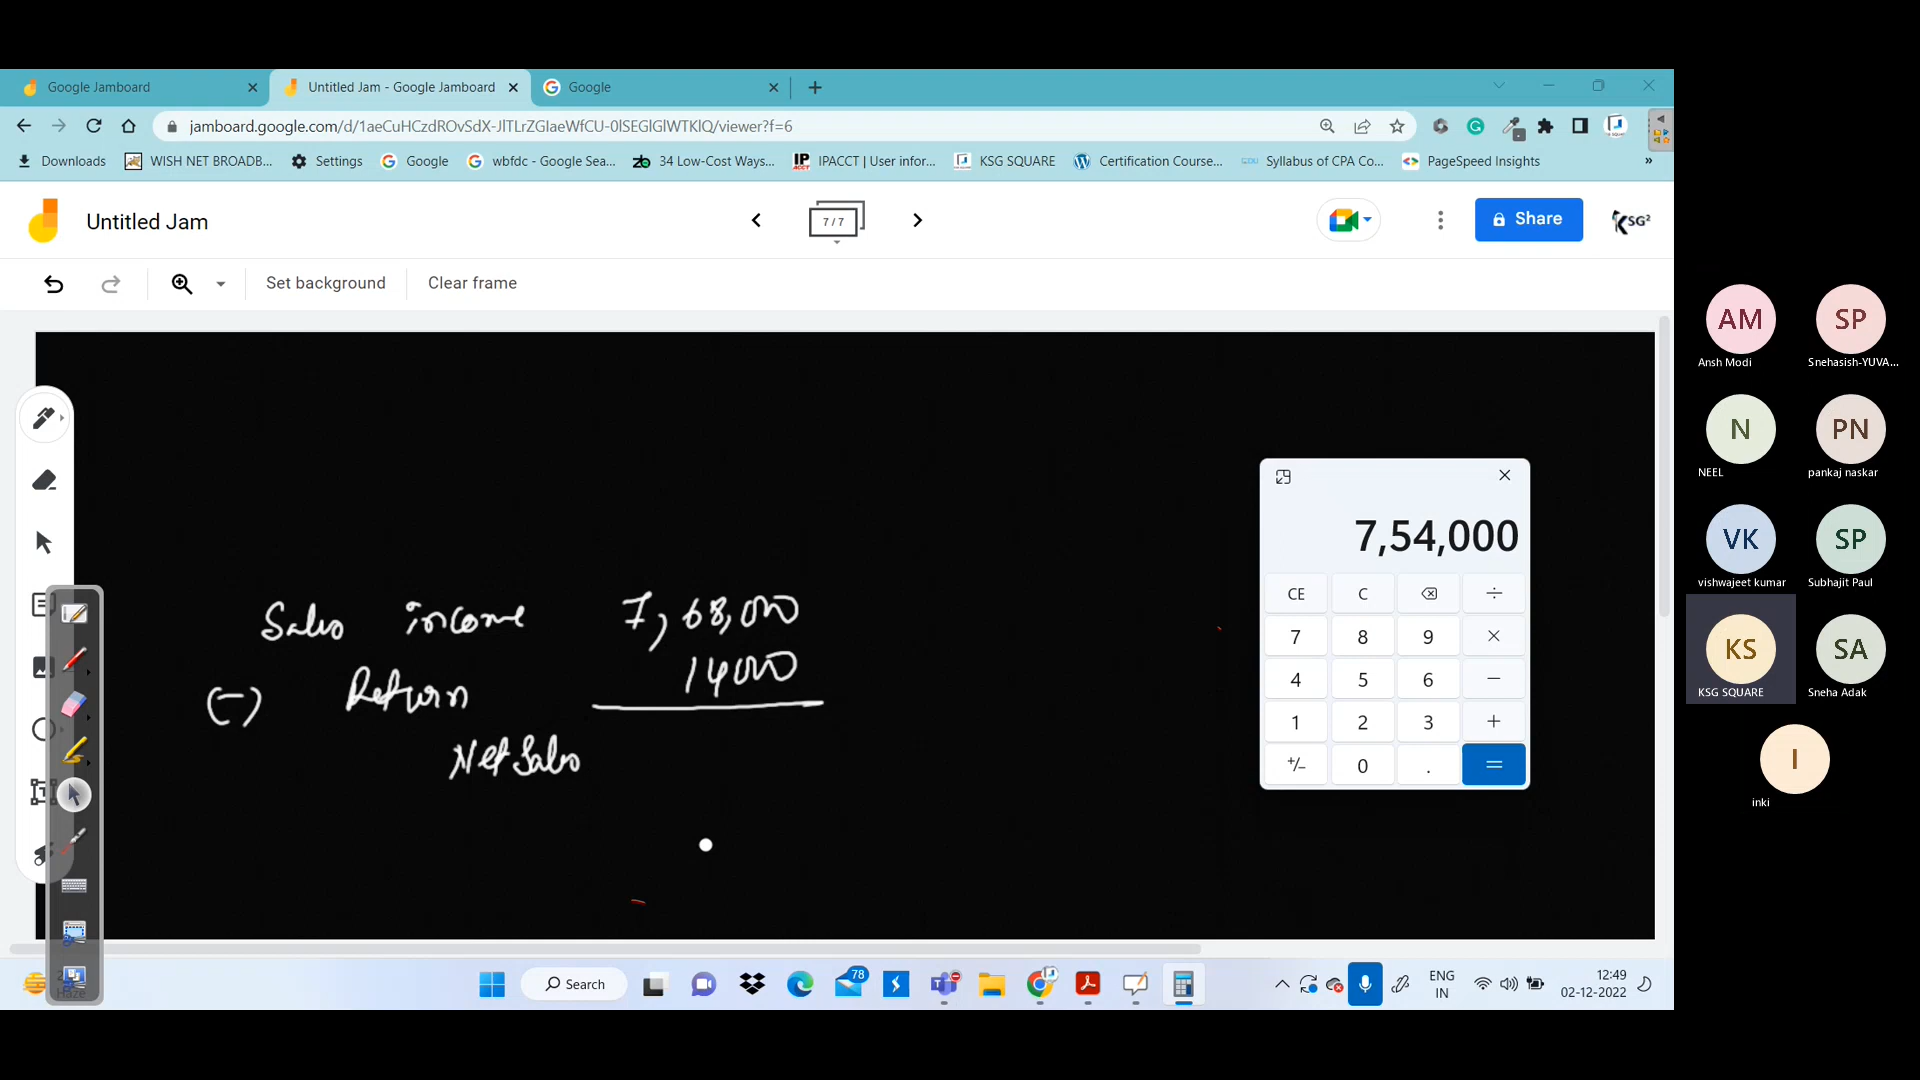 Google Jamboard
Untitled Jam - Google Jamboard
Google
jamboard.google.com/d/1aeCuHCzdROvSdX-JlTLrZGIaeWfCU-0lSEGlGlWTKlQ/viewer?f=6
Downloads
WISH NET BROADB...
Settings
Google
wbfdc - Google Sea...
34 Low-Cost Ways...
IPACCT | User infor...
KSG SQUARE
Certification Course...
Syllabus of CPA Co...
PageSpeed Insights
»
Untitled Jam
7 / 7
Share
KSG²
Set background
Clear frame
Sales income 7,68,000
(-) Return 14000
Net Sales
7,54,000
CE C ÷
7 8 9 ×
4 5 6 −
1 2 3 +
+/− 0 . =
AM
Ansh Modi
SP
Snehasish-YUVA...
N
NEEL
PN
pankaj naskar
VK
vishwajeet kumar
SP
Subhajit Paul
KS
KSG SQUARE
SA
Sneha Adak
I
inki
Haze
Search
78
ENG
IN
12:49
02-12-2022